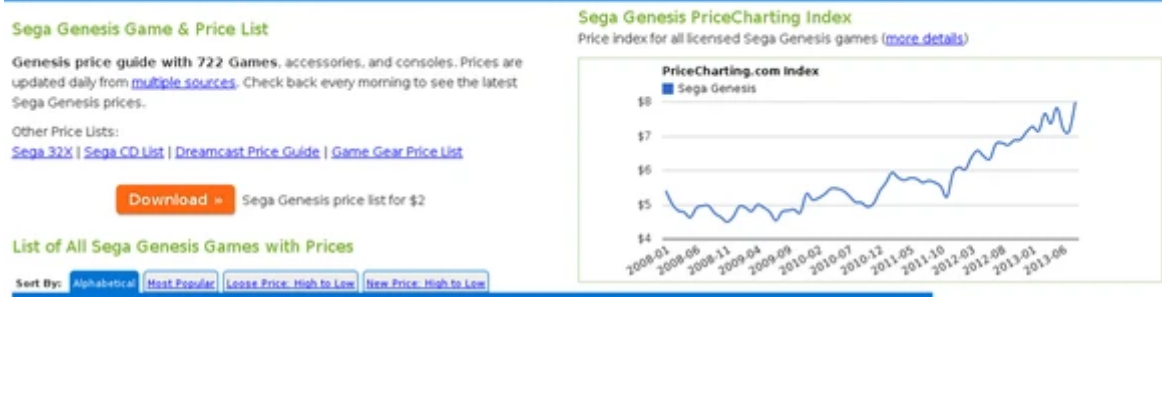 Sega Genesis Game & Price List
Genesis price guide with 722 Games, accessories, and consoles. Prices are
updated daily from multiple sources. Check back every morning to see the latest
Sega Genesis prices.
Other Price Lists:
Sega 32X | Sega CD List | Dreamcast Price Guide | Game Gear Price List
Download »
Sega Genesis price list for $2
List of All Sega Genesis Games with Prices
Sort By: Alphabetical Most Popular Loose Price: High to Low New Price: High to Low
Sega Genesis PriceCharting Index
Price index for all licensed Sega Genesis games (more details)
PriceCharting.com Index
Sega Genesis
$8
$7
$6
$5
$4
2008-01 2008-06 2008-11 2009-04 2009-09 2010-02 2010-07 2010-12 2011-05 2011-10 2012-03 2012-08 2013-01 2013-06